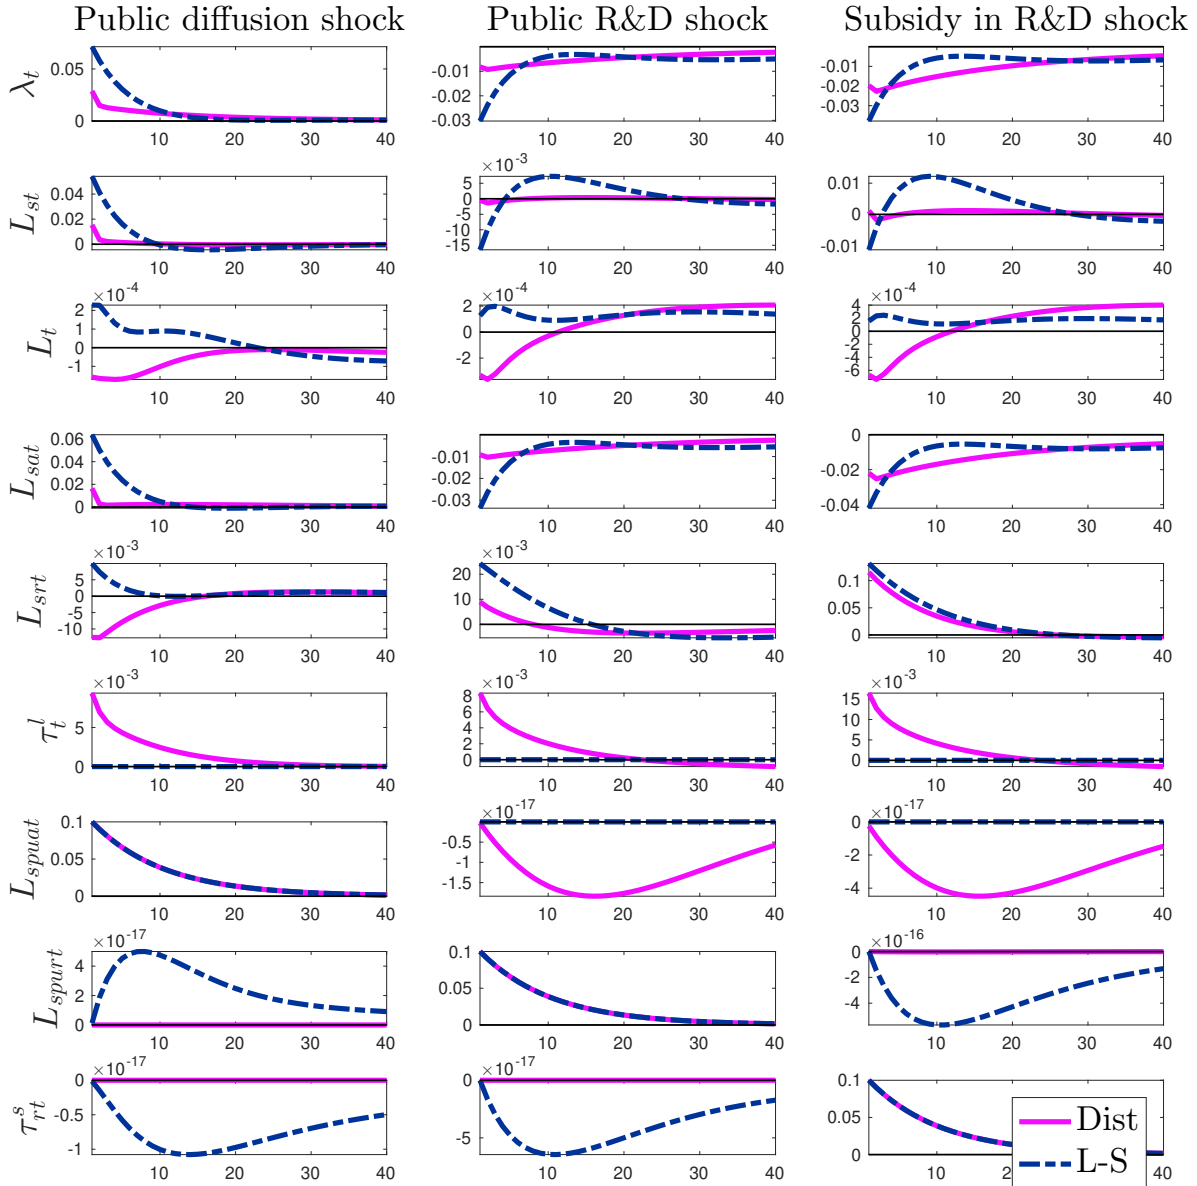 Public diffusion shock Public R&D shock Subsidy in R&D shock
λt
0.05
0
10 20 30 40
-0.01
-0.02
-0.03
10 20 30 40
-0.01
-0.02
-0.03
10 20 30 40
Lst
0.04
0.02
0
10 20 30 40
×10-3
5
0
-5
-10
-15
10 20 30 40
0.01
0
-0.01
10 20 30 40
Lt
×10-4
2
1
0
-1
10 20 30 40
×10-4
2
0
-2
10 20 30 40
×10-4
4
2
0
-2
-4
-6
10 20 30 40
Lsat
0.06
0.04
0.02
0
10 20 30 40
-0.01
-0.02
-0.03
10 20 30 40
0
-0.02
-0.04
10 20 30 40
Lsrt
×10-3
5
0
-5
-10
10 20 30 40
×10-3
20
10
0
10 20 30 40
0.1
0.05
0
10 20 30 40
τlt
×10-3
5
0
10 20 30 40
×10-3
8
6
4
2
0
10 20 30 40
×10-3
15
10
5
0
10 20 30 40
Lspuat
0.1
0.05
0
10 20 30 40
×10-17
0
-0.5
-1
-1.5
10 20 30 40
×10-17
0
-2
-4
10 20 30 40
Lspurt
×10-17
4
2
0
10 20 30 40
0.1
0.05
0
10 20 30 40
×10-16
0
-2
-4
10 20 30 40
τsrt
×10-17
0
-0.5
-1
10 20 30 40
×10-17
0
-5
10 20 30 40
0.1
0.05
0
10 20 30 40
Dist
L-S